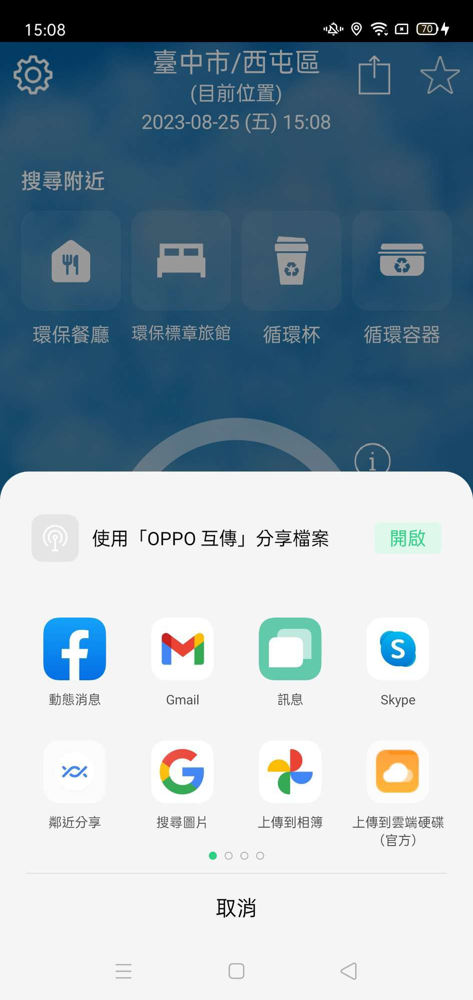 15:08
70
臺中市/西屯區
(目前位置)
2023-08-25 (五) 15:08
搜尋附近
環保餐廳
環保標章旅館
循環杯
循環容器
使用「OPPO 互傳」分享檔案
開啟
動態消息
Gmail
訊息
Skype
鄰近分享
搜尋圖片
上傳到相簿
上傳到雲端硬碟
（官方）
取消